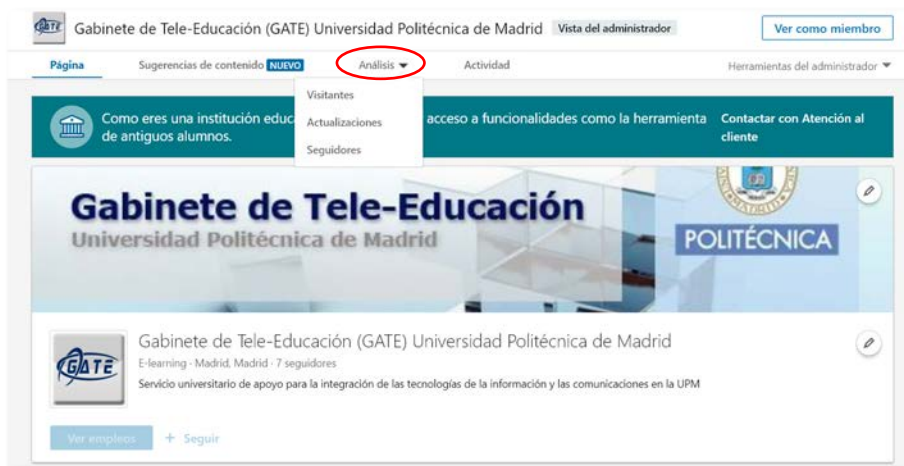 GATE Gabinete de Tele-Educación (GATE) Universidad Politécnica de Madrid Vista del administrador Ver como miembro
Página Sugerencias de contenido NUEVO Análisis Actividad Herramientas del administrador
Visitantes
Actualizaciones
Seguidores
Como eres una institución educa acceso a funcionalidades como la herramienta
de antiguos alumnos.
Contactar con Atención al
cliente
Gabinete de Tele-Educación
Universidad Politécnica de Madrid
POLITÉCNICA
GATE
Gabinete de Tele-Educación (GATE) Universidad Politécnica de Madrid
E-learning · Madrid, Madrid · 7 seguidores
Servicio universitario de apoyo para la integración de las tecnologías de la información y las comunicaciones en la UPM
Ver empleos + Seguir